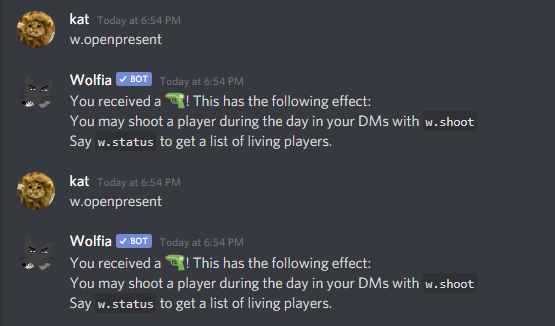 kat Today at 6:54 PM
w.openpresent
Wolfia ✓ BOT Today at 6:54 PM
You received a 🔫! This has the following effect:
You may shoot a player during the day in your DMs with w.shoot
Say w.status to get a list of living players.
kat Today at 6:54 PM
w.openpresent
Wolfia ✓ BOT Today at 6:54 PM
You received a 🔫! This has the following effect:
You may shoot a player during the day in your DMs with w.shoot
Say w.status to get a list of living players.